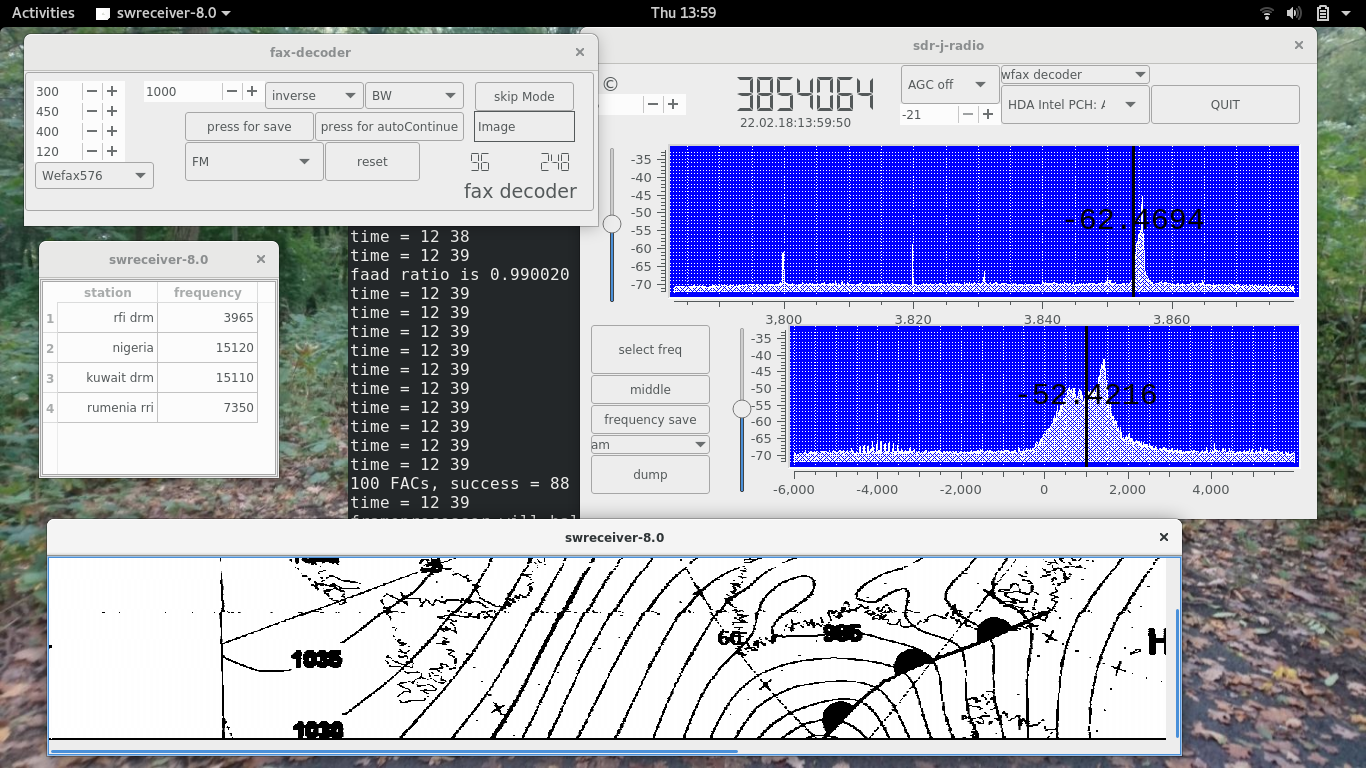 Activities swreceiver-8.0 Thu 13:59
fax-decoder
300
450
400
120
1000
inverse
BW
skip Mode
press for save
press for autoContinue
Image
Wefax576
FM
reset
96 248
fax decoder
sdr-j-radio
©
3854064
22.02.18:13:59:50
AGC off
-21
wfax decoder
HDA Intel PCH:
QUIT
-35
-40
-45
-50
-55
-60
-65
-70
-62.4694
3.800 3.820 3.840 3.860
select freq
middle
frequency save
am
dump
-35
-40
-45
-50
-55
-60
-65
-70
-52.4216
-6,000 -4,000 -2,000 0 2,000 4,000
swreceiver-8.0
station frequency
1 rfi drm 3965
2 nigeria 15120
3 kuwait drm 15110
4 rumenia rri 7350
time = 12 38
time = 12 39
faad ratio is 0.990020
time = 12 39
time = 12 39
time = 12 39
time = 12 39
time = 12 39
time = 12 39
time = 12 39
time = 12 39
time = 12 39
time = 12 39
100 FACs, success = 88
time = 12 39
swreceiver-8.0
1035
1030
60
985
H